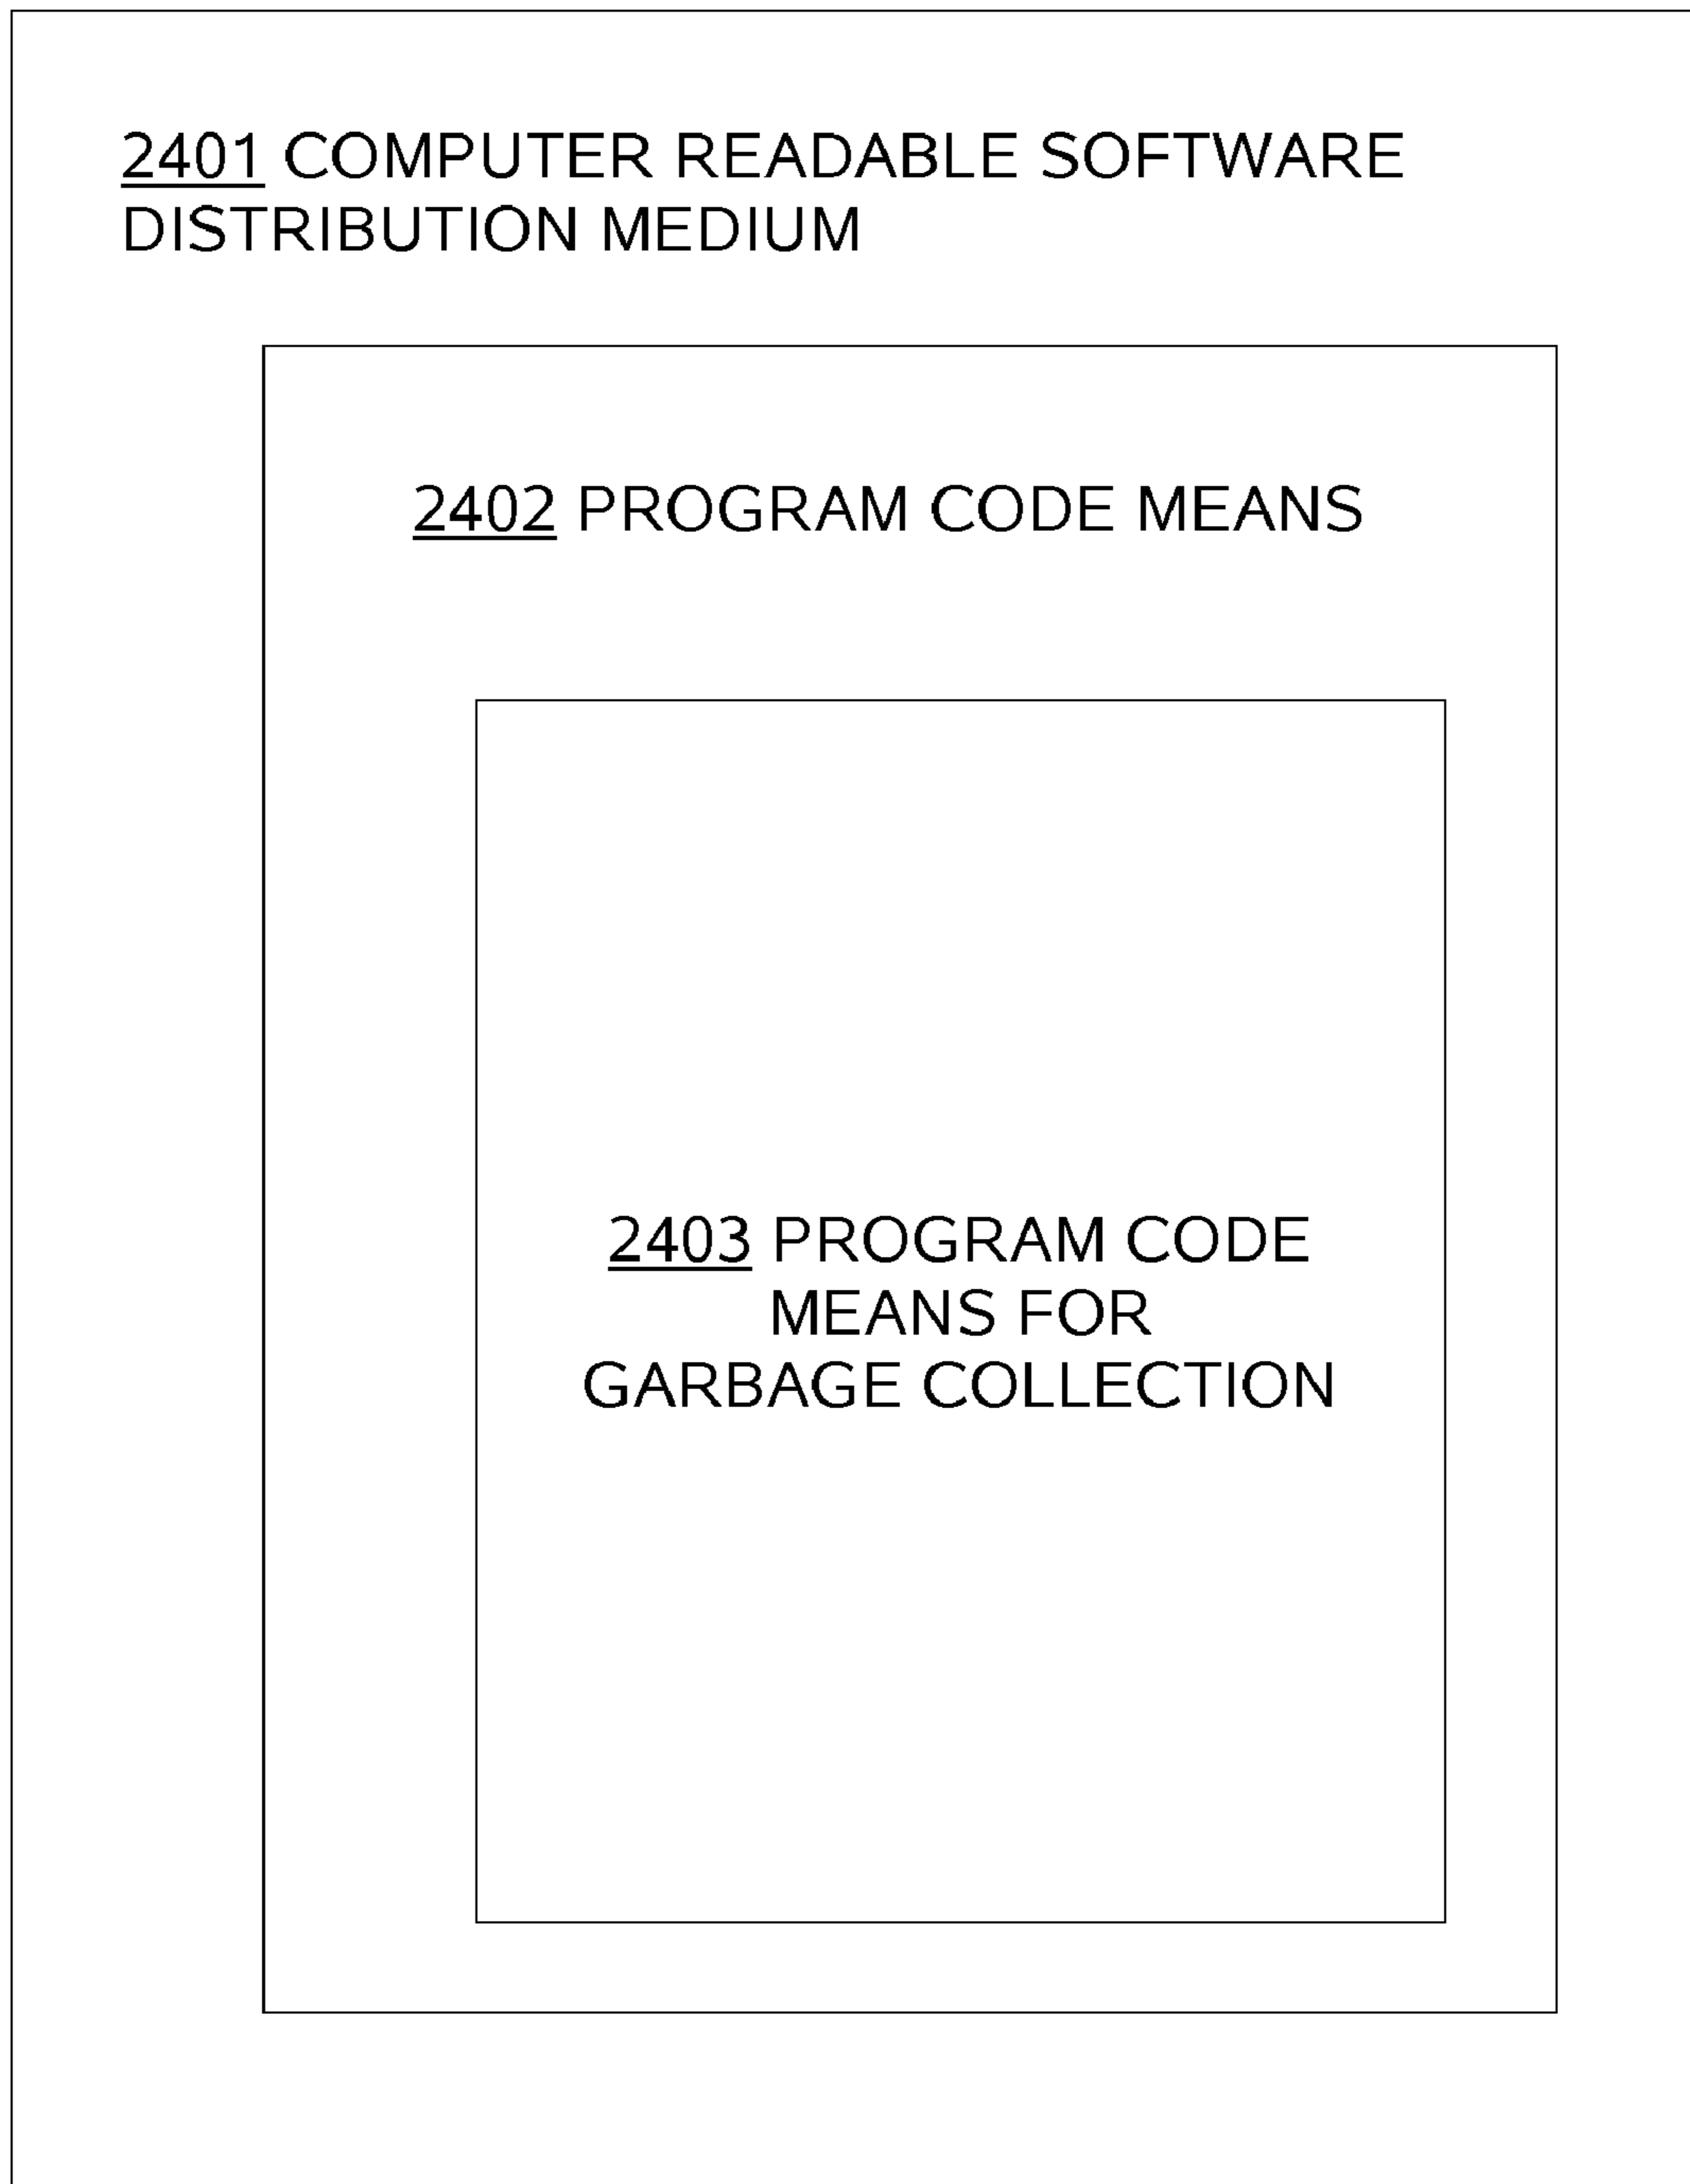 2401 COMPUTER READABLE SOFTWARE
DISTRIBUTION MEDIUM
2402 PROGRAM CODE MEANS
2403 PROGRAM CODE
MEANS FOR
GARBAGE COLLECTION